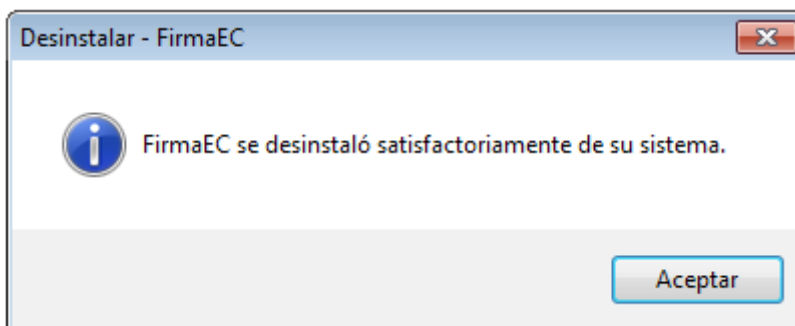 Desinstalar - FirmaEC
FirmaEC se desinstaló satisfactoriamente de su sistema.
Aceptar